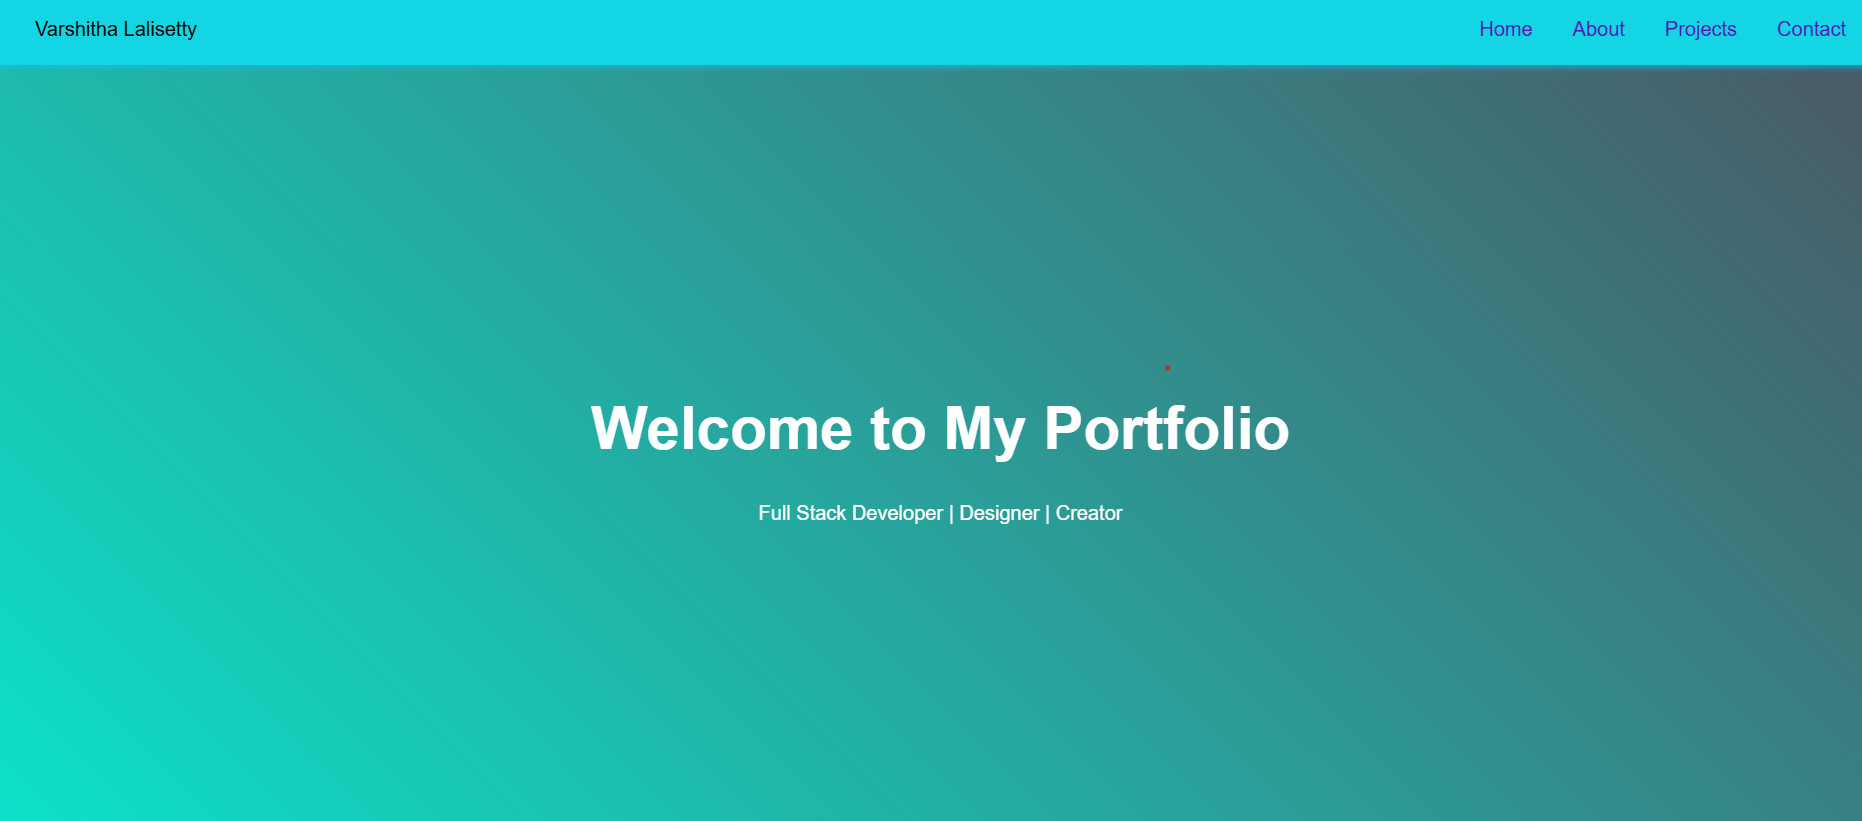 Varshitha Lalisetty Home About Projects Contact
Welcome to My Portfolio
Full Stack Developer | Designer | Creator